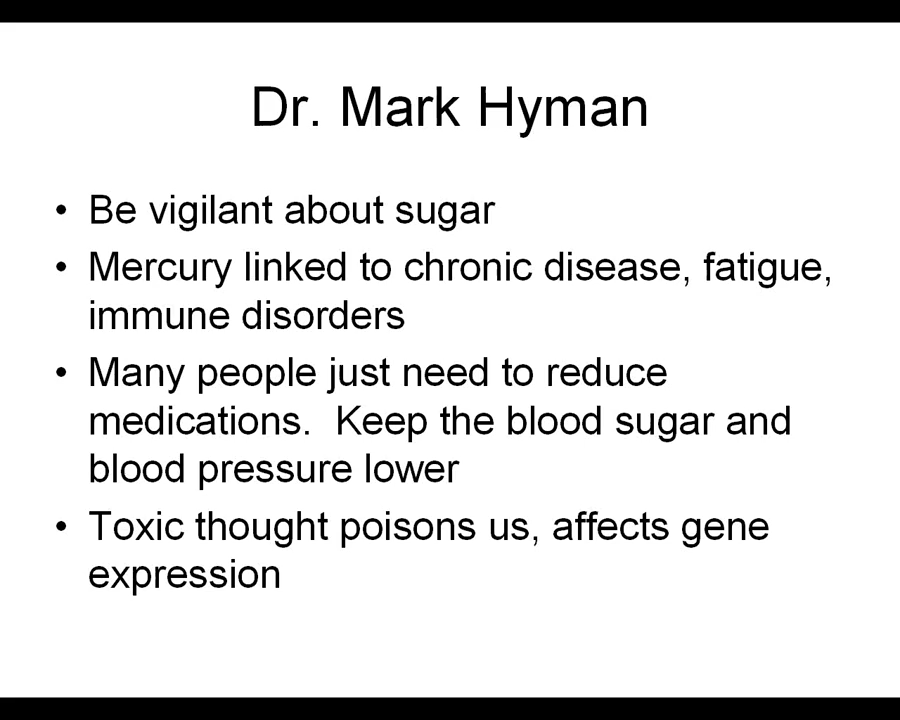 Dr. Mark Hyman
• Be vigilant about sugar
• Mercury linked to chronic disease, fatigue,
immune disorders
• Many people just need to reduce
medications.  Keep the blood sugar and
blood pressure lower
• Toxic thought poisons us, affects gene
expression